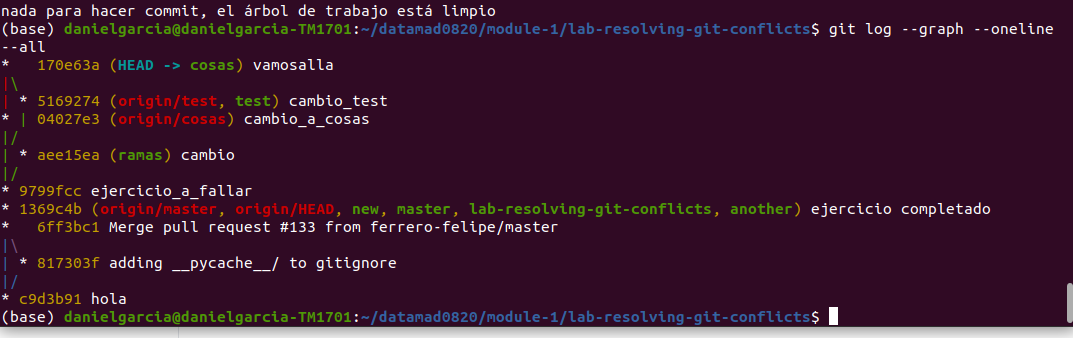 nada para hacer commit, el árbol de trabajo está limpio
(base) danielgarcia@danielgarcia-TM1701:~/datamad0820/module-1/lab-resolving-git-conflicts$ git log --graph --oneline
--all
*   170e63a (HEAD -> cosas) vamosalla
|\
| * 5169274 (origin/test, test) cambio_test
* | 04027e3 (origin/cosas) cambio_a_cosas
|/
| * aee15ea (ramas) cambio
|/
* 9799fcc ejercicio_a_fallar
* 1369c4b (origin/master, origin/HEAD, new, master, lab-resolving-git-conflicts, another) ejercicio completado
*   6ff3bc1 Merge pull request #133 from ferrero-felipe/master
|\
| * 817303f adding __pycache__/ to gitignore
|/
* c9d3b91 hola
(base) danielgarcia@danielgarcia-TM1701:~/datamad0820/module-1/lab-resolving-git-conflicts$